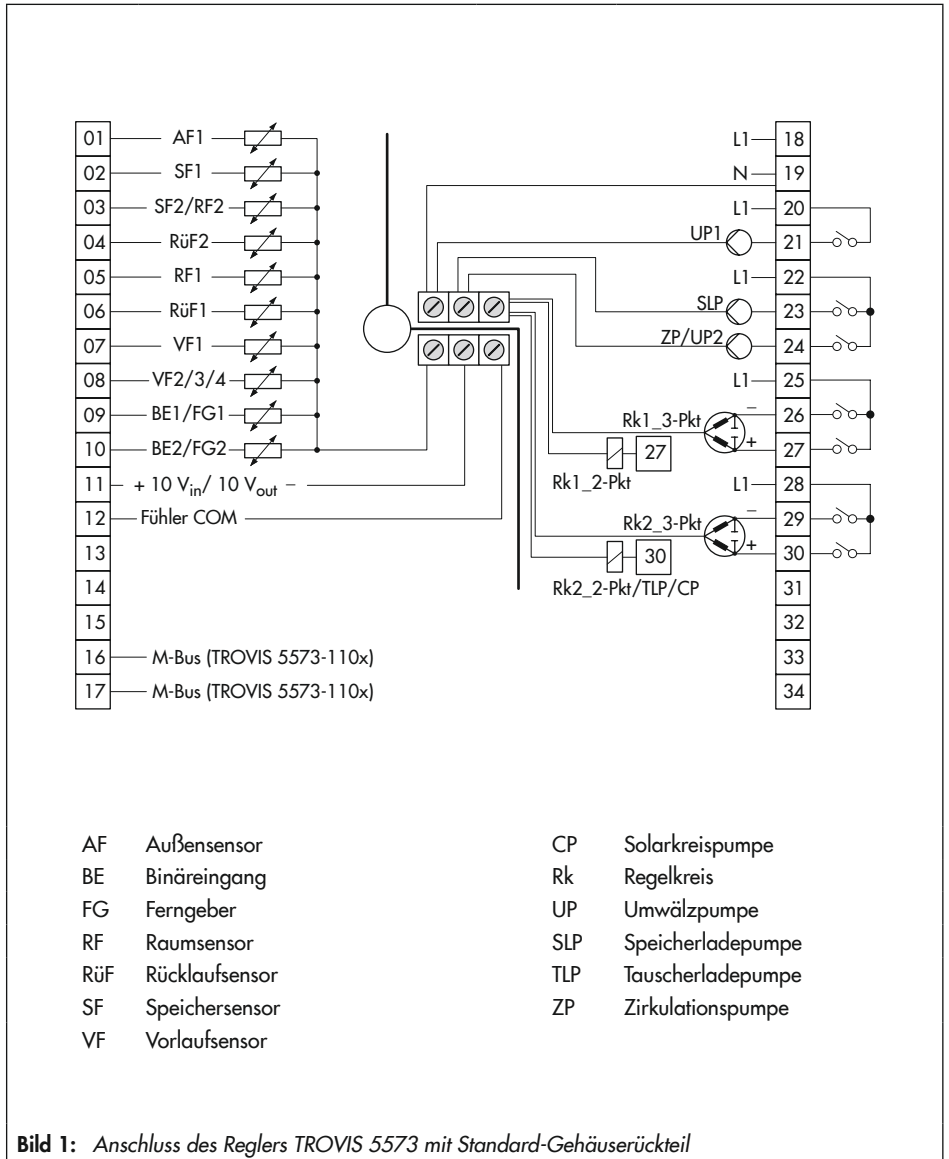 01 AF1
02 SF1
03 SF2/RF2
04 RüF2
05 RF1
06 RüF1
07 VF1
08 VF2/3/4
09 BE1/FG1
10 BE2/FG2
11 + 10 Vin/ 10 Vout −
12 Fühler COM
13
14
15
16 M-Bus (TROVIS 5573-110x)
17 M-Bus (TROVIS 5573-110x)
L1 18
N 19
L1 20
UP1 21
L1 22
SLP 23
ZP/UP2 24
L1 25
Rk1_3-Pkt − 26
+ 27
27
Rk1_2-Pkt
L1 28
Rk2_3-Pkt − 29
+ 30
30
Rk2_2-Pkt/TLP/CP
31
32
33
34
AF Außensensor
BE Binäreingang
FG Ferngeber
RF Raumsensor
RüF Rücklaufsensor
SF Speichersensor
VF Vorlaufsensor
CP Solarkreispumpe
Rk Regelkreis
UP Umwälzpumpe
SLP Speicherladepumpe
TLP Tauscherladepumpe
ZP Zirkulationspumpe
Bild 1: Anschluss des Reglers TROVIS 5573 mit Standard-Gehäuserückteil